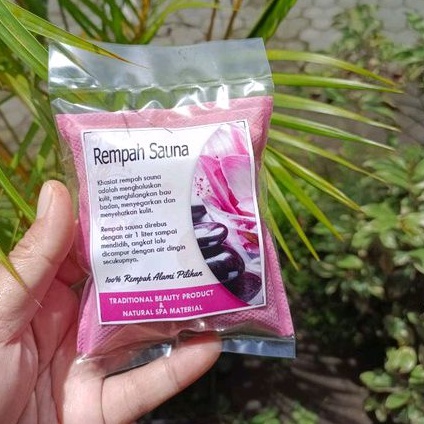 Rempah Sauna
Khasiat rempah sauna
adalah menghaluskan
kulit, menghilangkan bau
badan, menyegarkan dan
menyehatkan kulit.
Rempah sauna direbus
dengan air 1 liter sampai
mendidih, angkat lalu
dicampur dengan air dingin
secukupnya.
100% Rempah Alami Pilihan
TRADITIONAL BEAUTY PRODUCT
&
NATURAL SPA MATERIAL